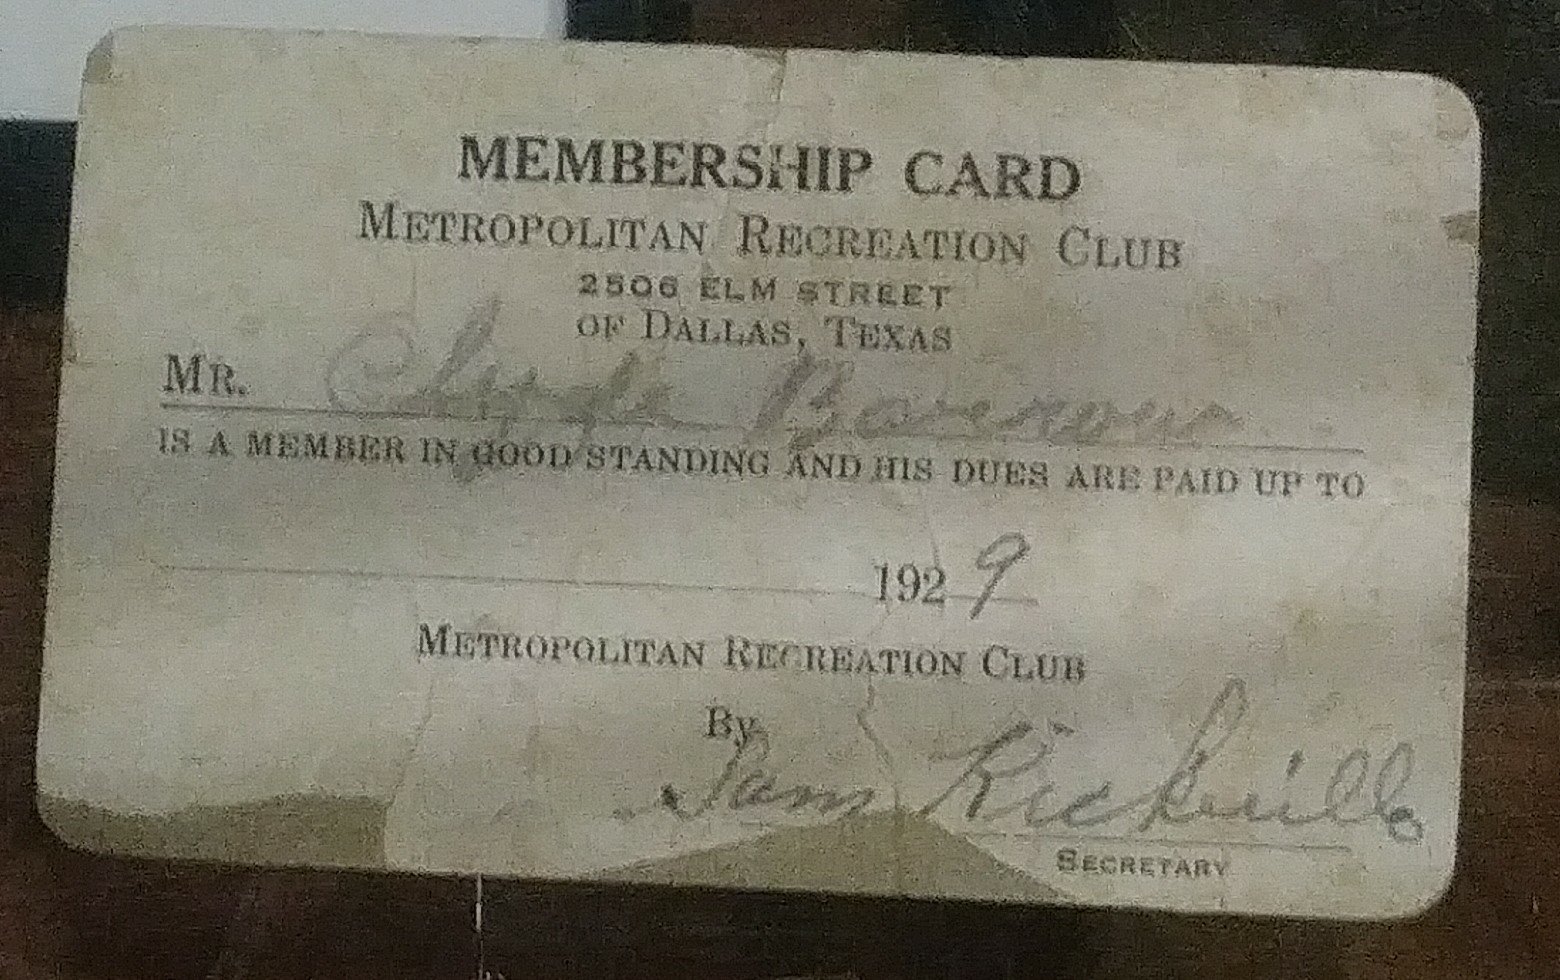 MEMBERSHIP CARD
METROPOLITAN RECREATION CLUB
2506 ELM STREET
OF DALLAS, TEXAS
MR. Clyde Barrow
IS A MEMBER IN GOOD STANDING AND HIS DUES ARE PAID UP TO
1929
METROPOLITAN RECREATION CLUB
By
Sam
SECRETARY